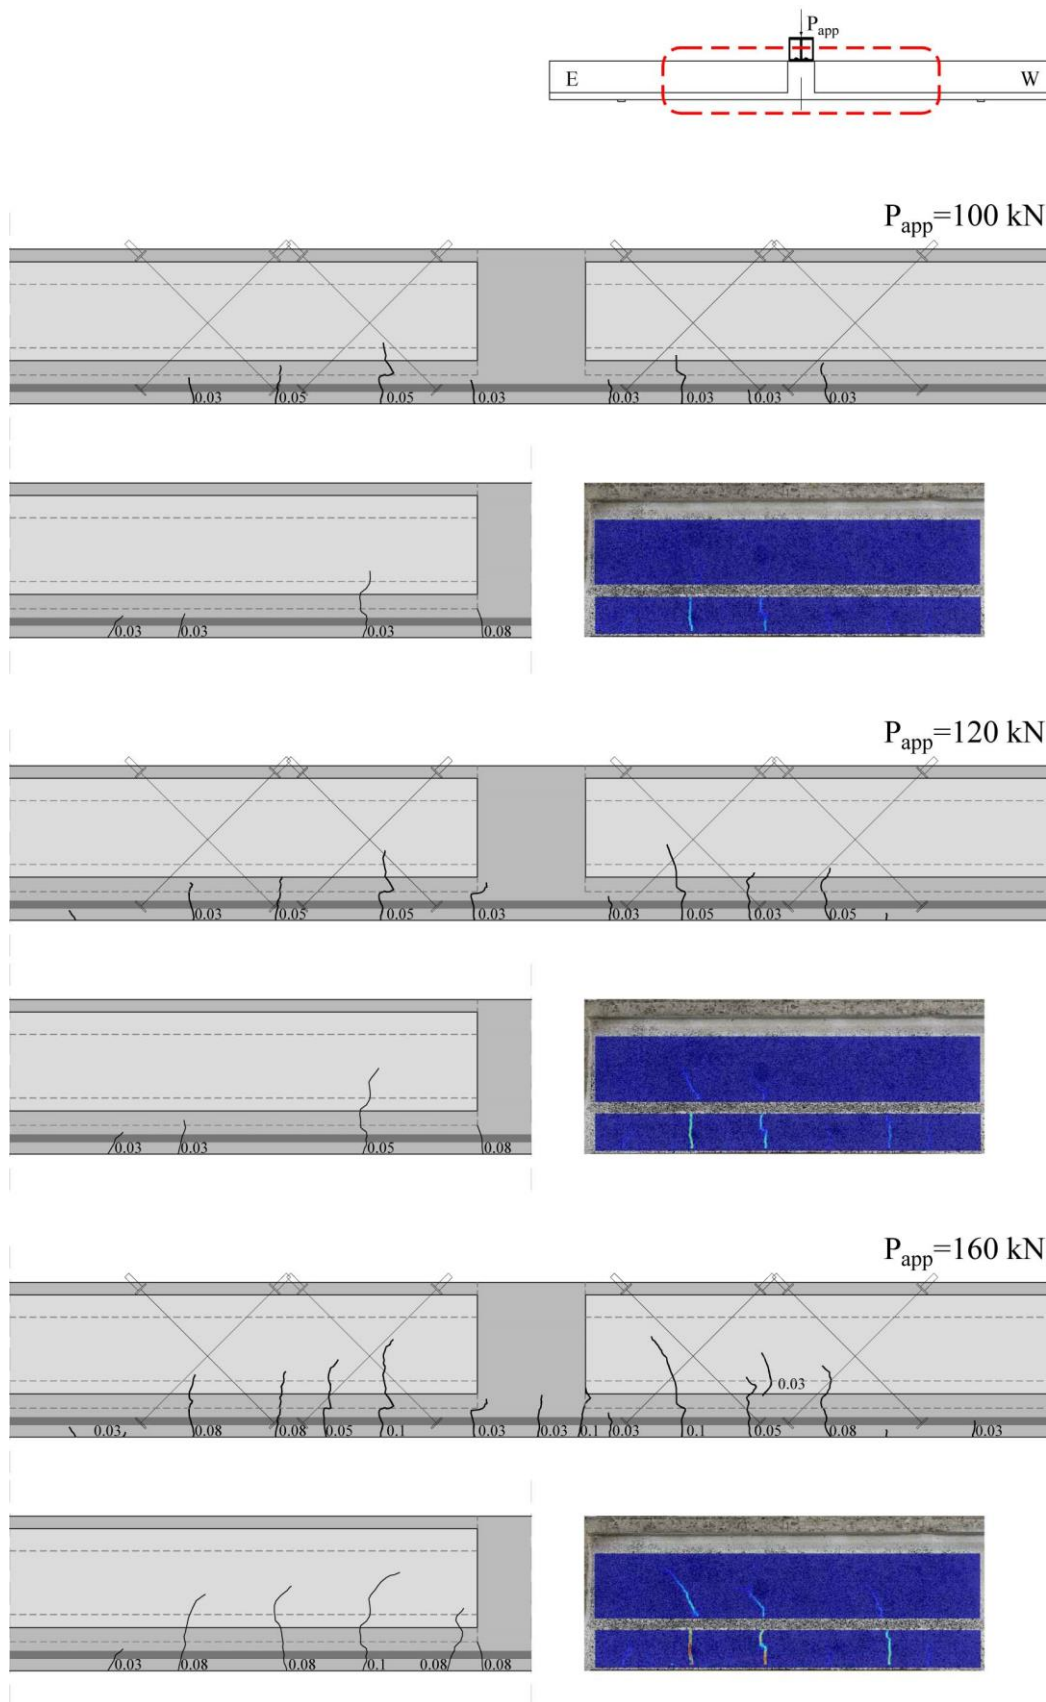 P_app
E W
P_app=100 kN
0.03 0.05 0.05 0.03 0.03 0.03 0.03 0.03
0.03 0.03 0.03 0.08
P_app=120 kN
0.03 0.05 0.05 0.03 0.03 0.05 0.03 0.05
0.03 0.03 0.05 0.08
P_app=160 kN
0.03
0.03 0.08 0.08 0.05 0.1 0.03 0.03 0.1 0.03 0.1 0.05 0.08 0.03
0.03 0.08 0.08 0.1 0.08 0.08